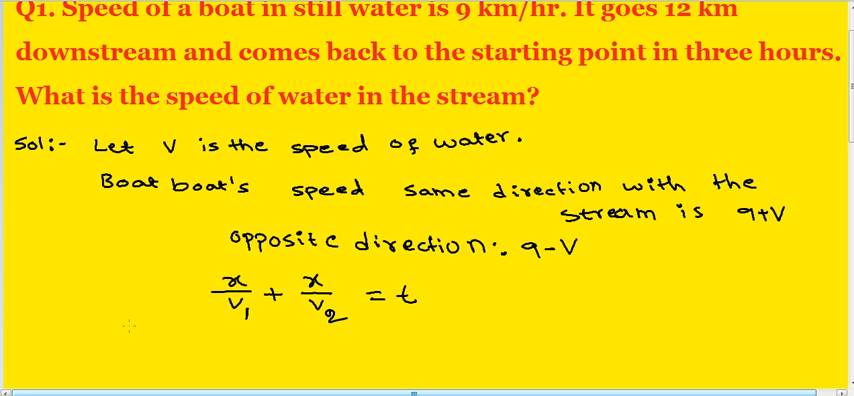 Q1. Speed of a boat in still water is 9 km/hr. It goes 12 km
downstream and comes back to the starting point in three hours.
What is the speed of water in the stream?
Sol:- Let V is the speed of water.
Boat boat's speed same direction with the
stream is 9+V
Opposite direction:. 9-V
x/V₁ + x/V₂ = t